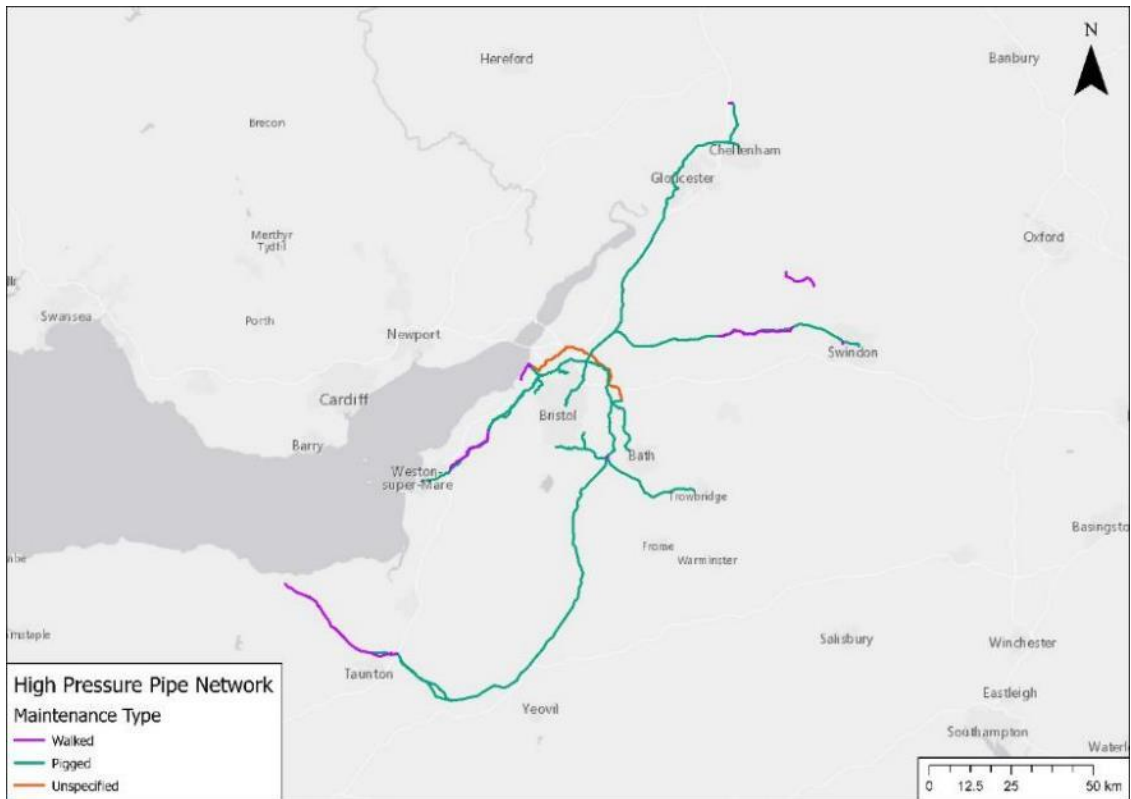 N
Hereford
Banbury
Brecon
Cheltenham
Gloucester
Merthyr
Tydfil
Oxford
Swansea
Porth
Newport
Swindon
Cardiff
Bristol
Barry
Bath
Weston-
super-Mare
Trowbridge
Basingsto
Frome
Warminster
Salisbury
Winchester
Taunton
Eastleigh
Yeovil
Southampton
Waterlo
High Pressure Pipe Network
Maintenance Type
Walked
Pigged
Unspecified
0 12.5 25 50 km